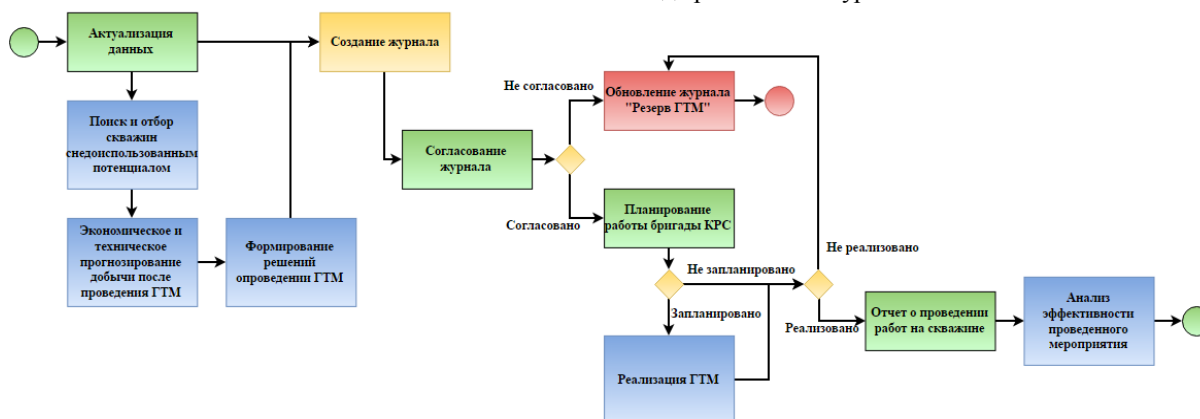 Актуализация
данных
Создание журнала
Поиск и отбор
скважин
снедоиспользованным
потенциалом
Экономическое и
техническое
прогнозирование
добычи после
проведения ГТМ
Формирование
решений
опроведении ГТМ
Согласование
журнала
Не согласовано
Обновление журнала
"Резерв ГТМ"
Согласовано
Планирование
работы бригады КРС
Не запланировано
Не реализовано
Запланировано
Реализовано
Реализация ГТМ
Отчет о проведении
работ на скважине
Анализ
эффективности
проведенного
мероприятия